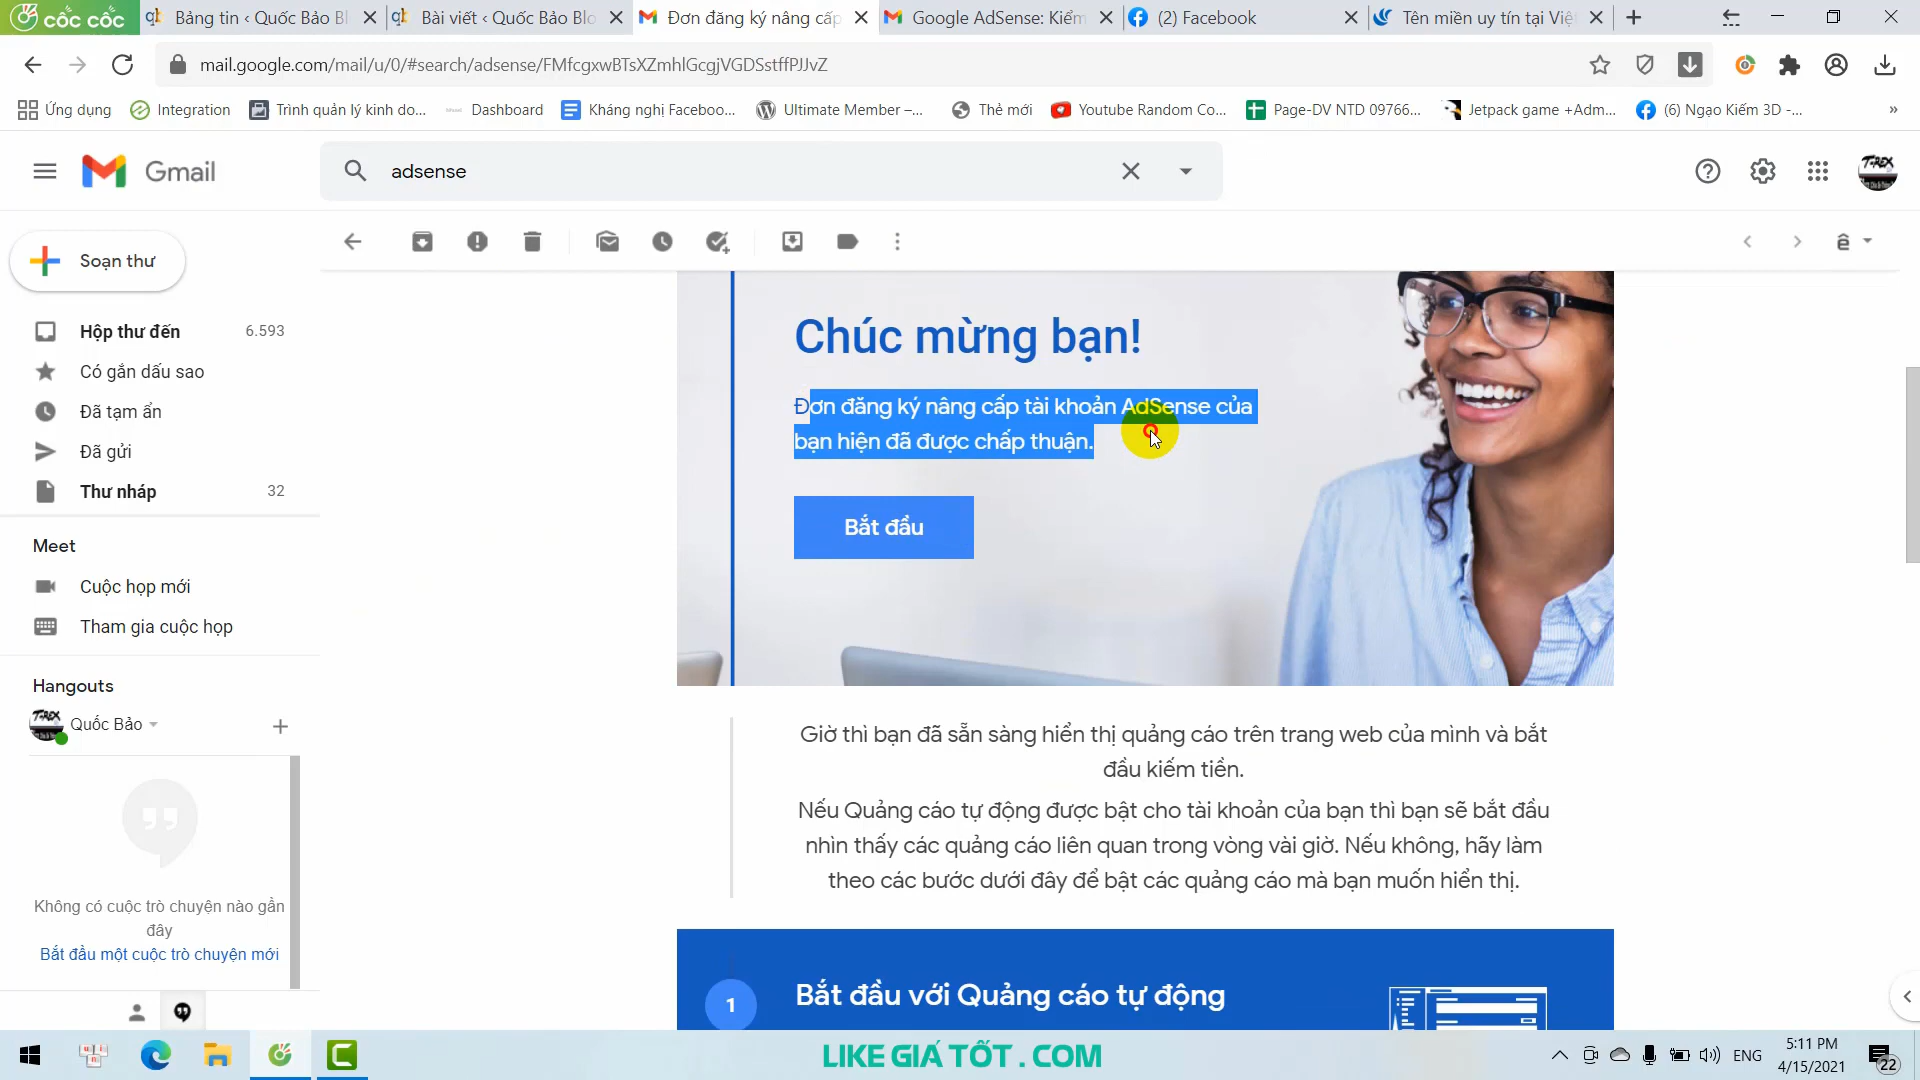 cốc cốc
Bảng tin ‹ Quốc Bảo Bl
Bài viết ‹ Quốc Bảo Blo
Đơn đăng ký nâng cấp
Google AdSense: Kiểm
(2) Facebook
Tên miền uy tín tại Việ
mail.google.com/mail/u/0/#search/adsense/FMfcgxwBTsXZmhlGcgjVGDSstffPJJvZ
Ứng dụng
Integration
Trình quản lý kinh do...
Dashboard
Kháng nghị Faceboo...
Ultimate Member –...
Thẻ mới
Youtube Random Co...
Page-DV NTD 09766...
Jetpack game +Adm...
(6) Ngạo Kiếm 3D -...
»
Gmail
adsense
T-REX
Soạn thư
Hộp thư đến 6.593
Có gắn dấu sao
Đã tạm ẩn
Đã gửi
Thư nháp 32
Meet
Cuộc họp mới
Tham gia cuộc họp
Hangouts
T-REX
Quốc Bảo
Không có cuộc trò chuyện nào gần
đây
Bắt đầu một cuộc trò chuyện mới
Chúc mừng bạn!
Đơn đăng ký nâng cấp tài khoản AdSense của
bạn hiện đã được chấp thuận.
Bắt đầu
Giờ thì bạn đã sẵn sàng hiển thị quảng cáo trên trang web của mình và bắt
đầu kiếm tiền.
Nếu Quảng cáo tự động được bật cho tài khoản của bạn thì bạn sẽ bắt đầu
nhìn thấy các quảng cáo liên quan trong vòng vài giờ. Nếu không, hãy làm
theo các bước dưới đây để bật các quảng cáo mà bạn muốn hiển thị.
1
Bắt đầu với Quảng cáo tự động
LIKE GIÁ TỐT . COM
ENG
5:11 PM
4/15/2021
22